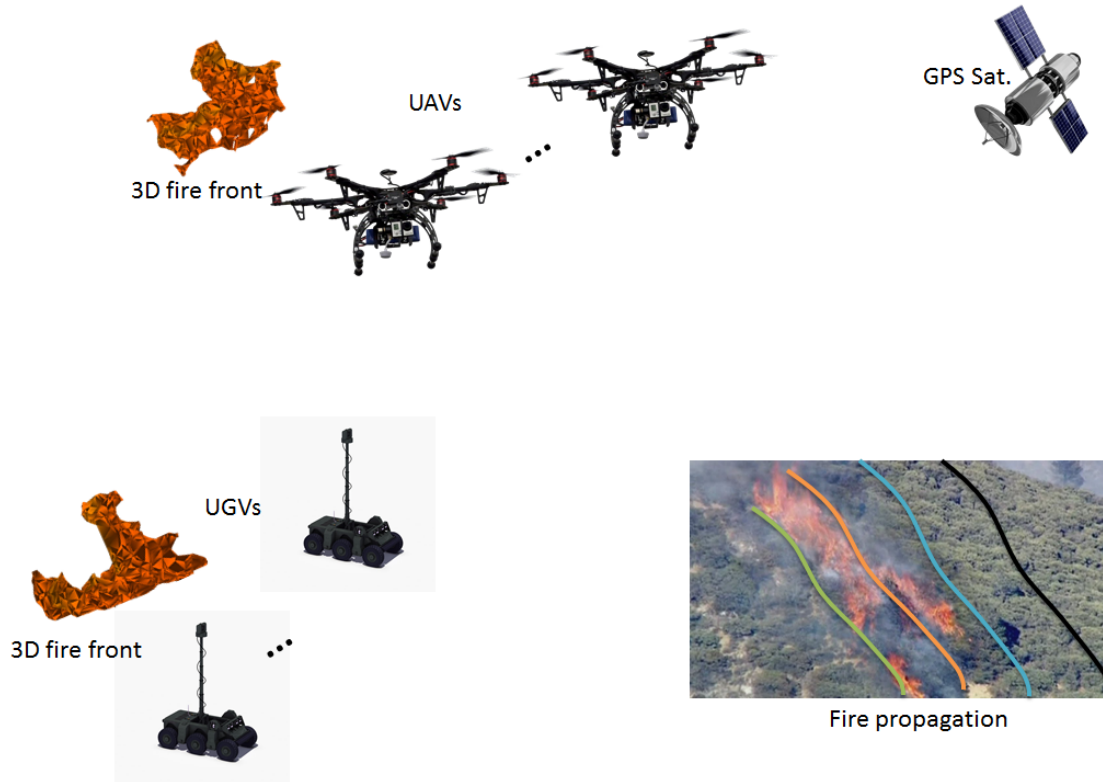 GPS Sat.
UAVs
3D fire front
UGVs
3D fire front
Fire propagation